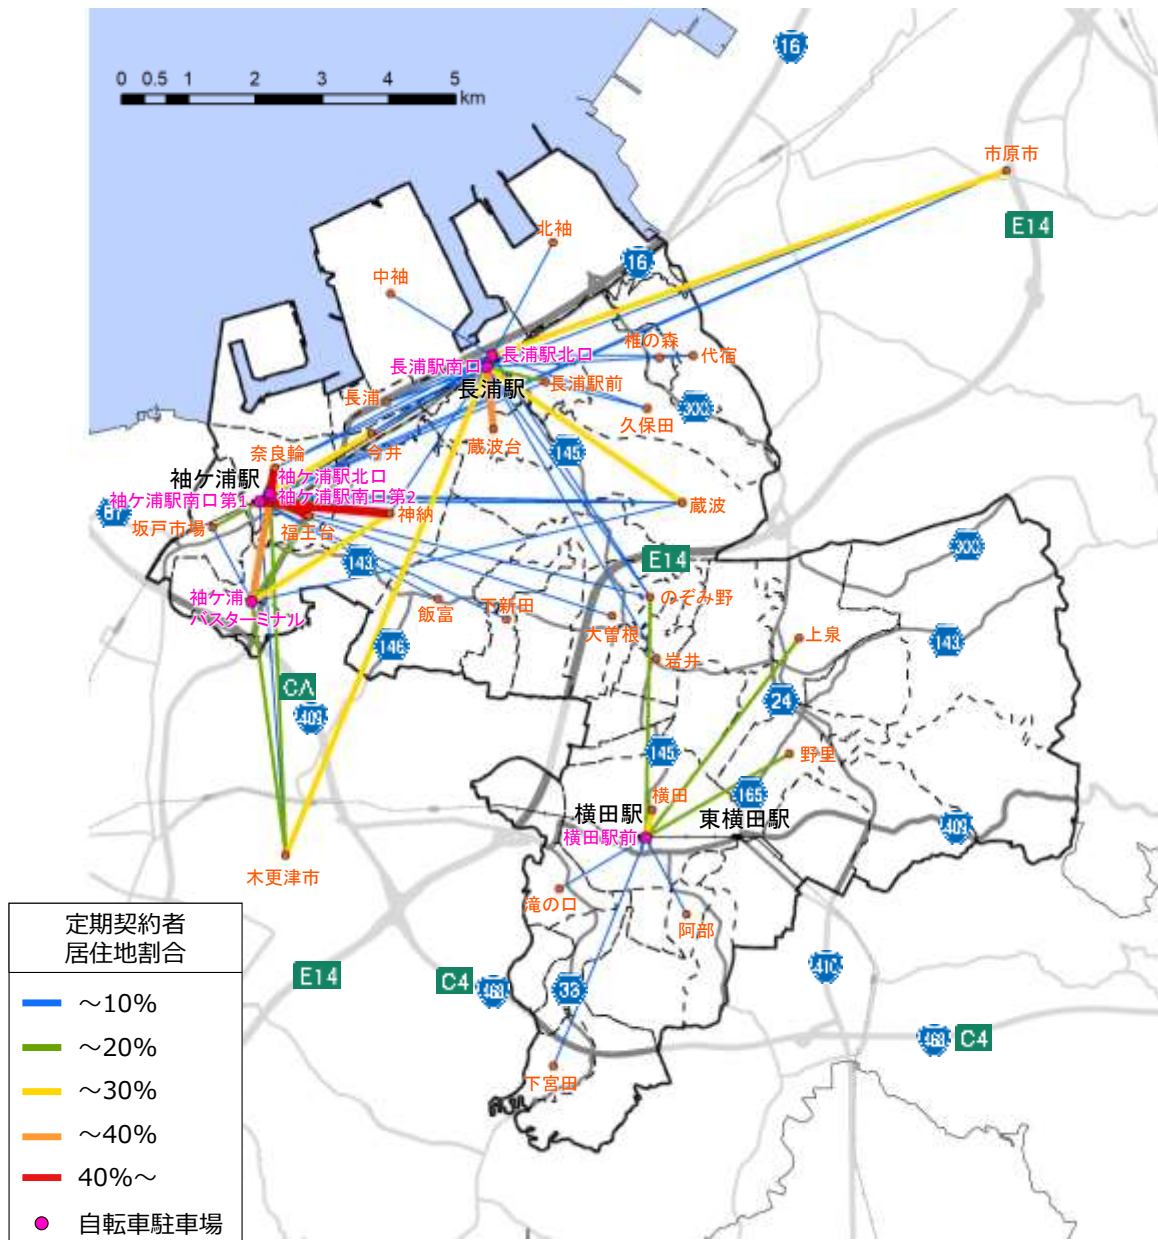 0 0.5 1 2 3 4 5
km
16
市原市
E14
北袖
16
中袖
椎の森
代宿
長浦駅北口
長浦駅南口
長浦駅
長浦駅前
長浦
久保田
300
今井
蔵波台
145
奈良輪
袖ケ浦駅
袖ケ浦駅北口
袖ケ浦駅南口第1
袖ケ浦駅南口第2
蔵波
神納
坂戸市場
福王台
300
143
E14
袖ケ浦
バスターミナル
飯富
下新田
大曽根
のぞみ野
上泉
143
146
岩井
CA
409
24
145
野里
165
横田
横田駅
東横田駅
横田駅前
409
木更津市
滝の口
阿部
定期契約者
居住地割合
E14
C4
468
33
410
468
C4
～10%
～20%
～30%
～40%
40%～
自転車駐車場
下宮田